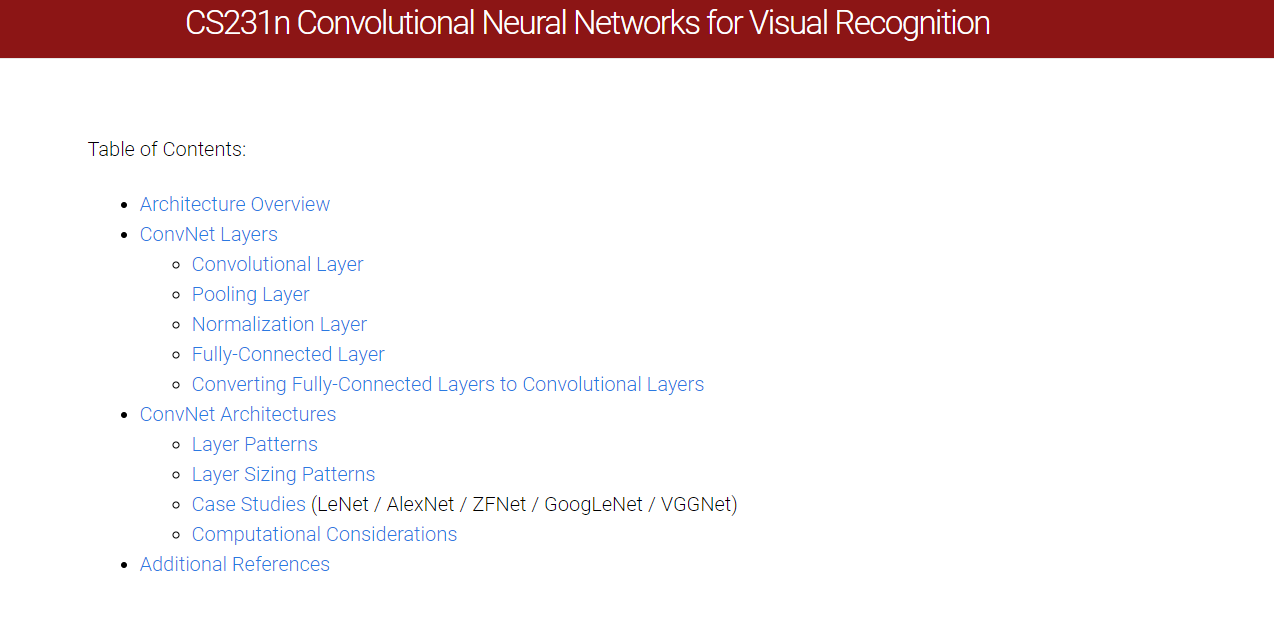 CS231n Convolutional Neural Networks for Visual Recognition
Table of Contents:
Architecture Overview
ConvNet Layers
Convolutional Layer
Pooling Layer
Normalization Layer
Fully-Connected Layer
Converting Fully-Connected Layers to Convolutional Layers
ConvNet Architectures
Layer Patterns
Layer Sizing Patterns
Case Studies (LeNet / AlexNet / ZFNet / GoogLeNet / VGGNet)
Computational Considerations
Additional References